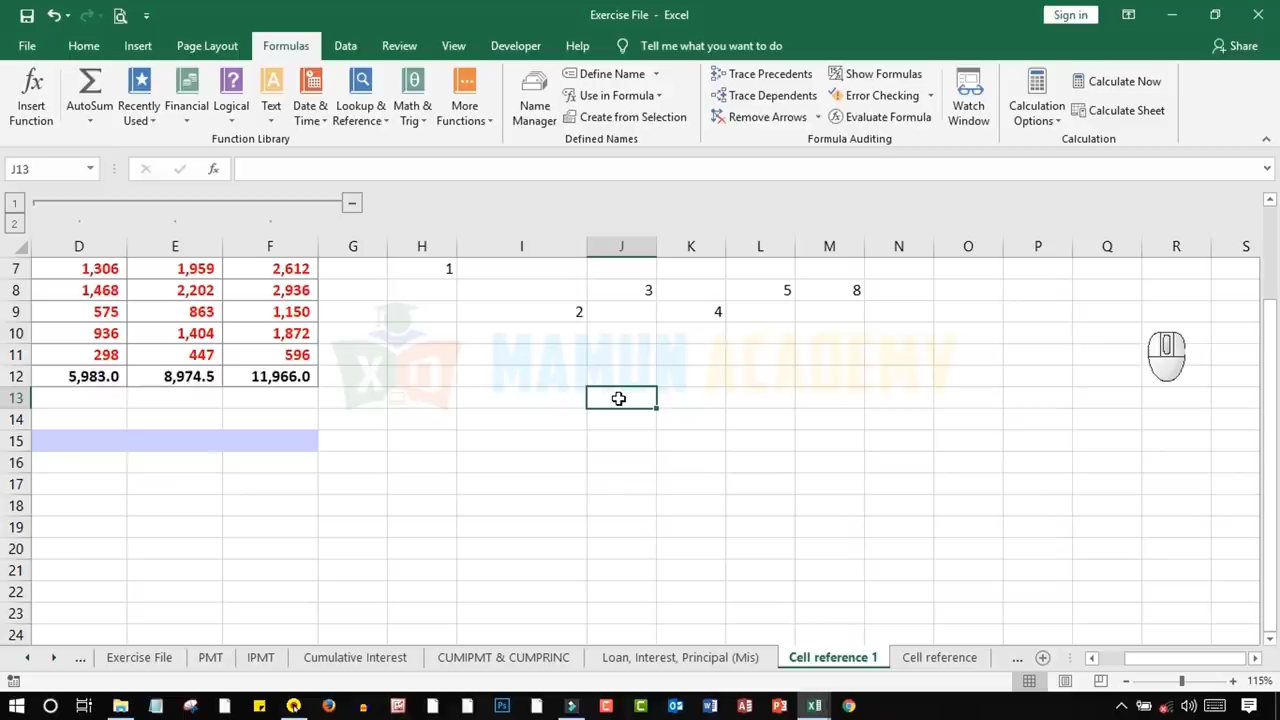 Exercise File - Excel
Sign in
File Home Insert Page Layout Formulas Data Review View Developer Help Tell me what you want to do Share
Insert Function
AutoSum
Recently Used
Financial
Logical
Text
Date & Time
Lookup & Reference
Math & Trig
More Functions
Function Library
Name Manager
Define Name
Use in Formula
Create from Selection
Defined Names
Trace Precedents
Trace Dependents
Remove Arrows
Show Formulas
Error Checking
Evaluate Formula
Formula Auditing
Watch Window
Calculation Options
Calculate Now
Calculate Sheet
Calculation
J13 fx
1
2
D E F G H I J K L M N O P Q R S
7 1,306 1,959 2,612 1
8 1,468 2,202 2,936 3 5 8
9 575 863 1,150 2 4
10 936 1,404 1,872
11 298 447 596
12 5,983.0 8,974.5 11,966.0
13
14
15
16
17
18
19
20
21
22
23
24
MAMUN ACADEMY
... Exercise File PMT IPMT Cumulative Interest CUMIPMT & CUMPRINC Loan, Interest, Principal (Mis) Cell reference 1 Cell reference ...
115%